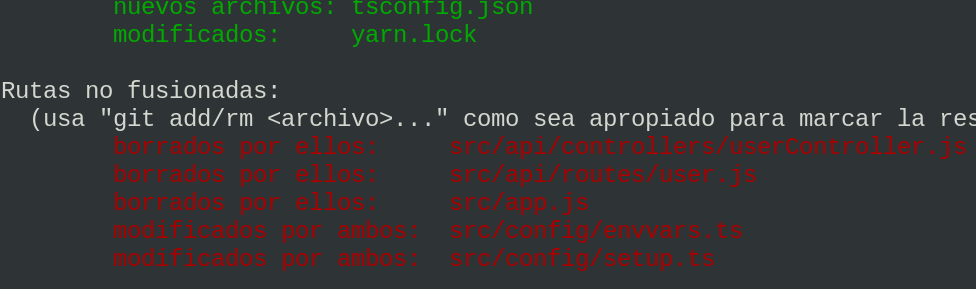 nuevos archivos: tsconfig.json
modificados:     yarn.lock
Rutas no fusionadas:
  (usa "git add/rm <archivo>..." como sea apropiado para marcar la res
        borrados por ellos:     src/api/controllers/userController.js
        borrados por ellos:     src/api/routes/user.js
        borrados por ellos:     src/app.js
        modificados por ambos:  src/config/envvars.ts
        modificados por ambos:  src/config/setup.ts